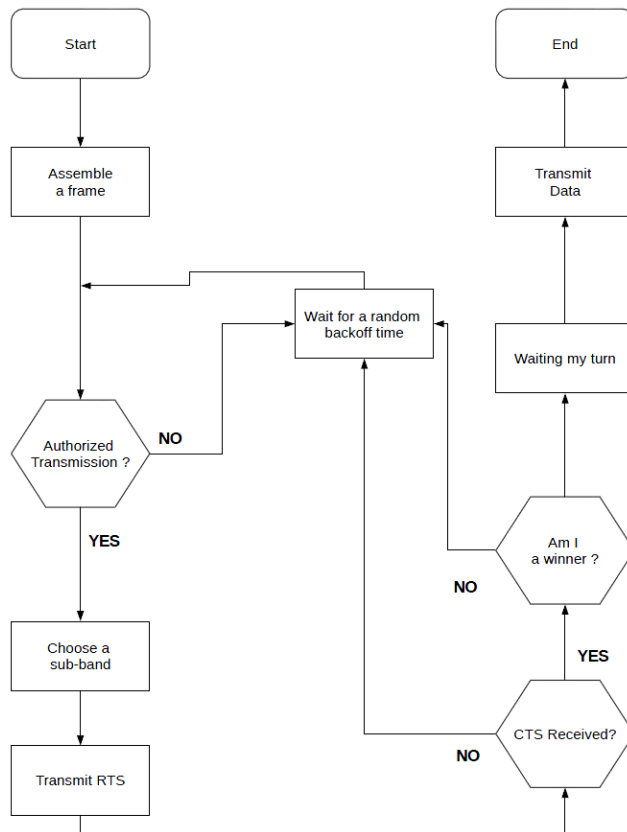 Start
End
Assemble
a frame
Transmit
Data
Wait for a random
backoff time
Waiting my turn
Authorized
Transmission ?
NO
YES
Am I
a winner ?
NO
Choose a
sub-band
YES
CTS Received?
NO
Transmit RTS